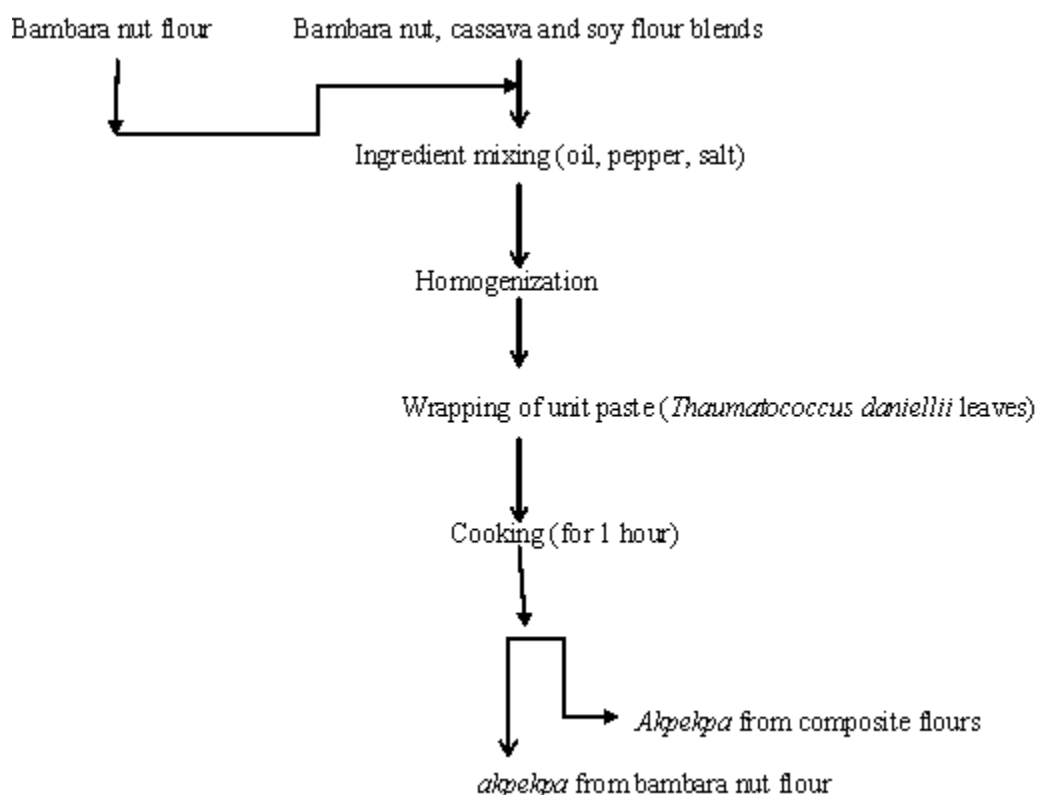 Bambara nut flour
Bambara nut, cassava and soy flour blends
Ingredient mixing (oil, pepper, salt)
Homogenization
Wrapping of unit paste (Thaumatococcus daniellii leaves)
Cooking (for 1 hour)
Akpekpa from composite flours
akpekpa from bambara nut flour